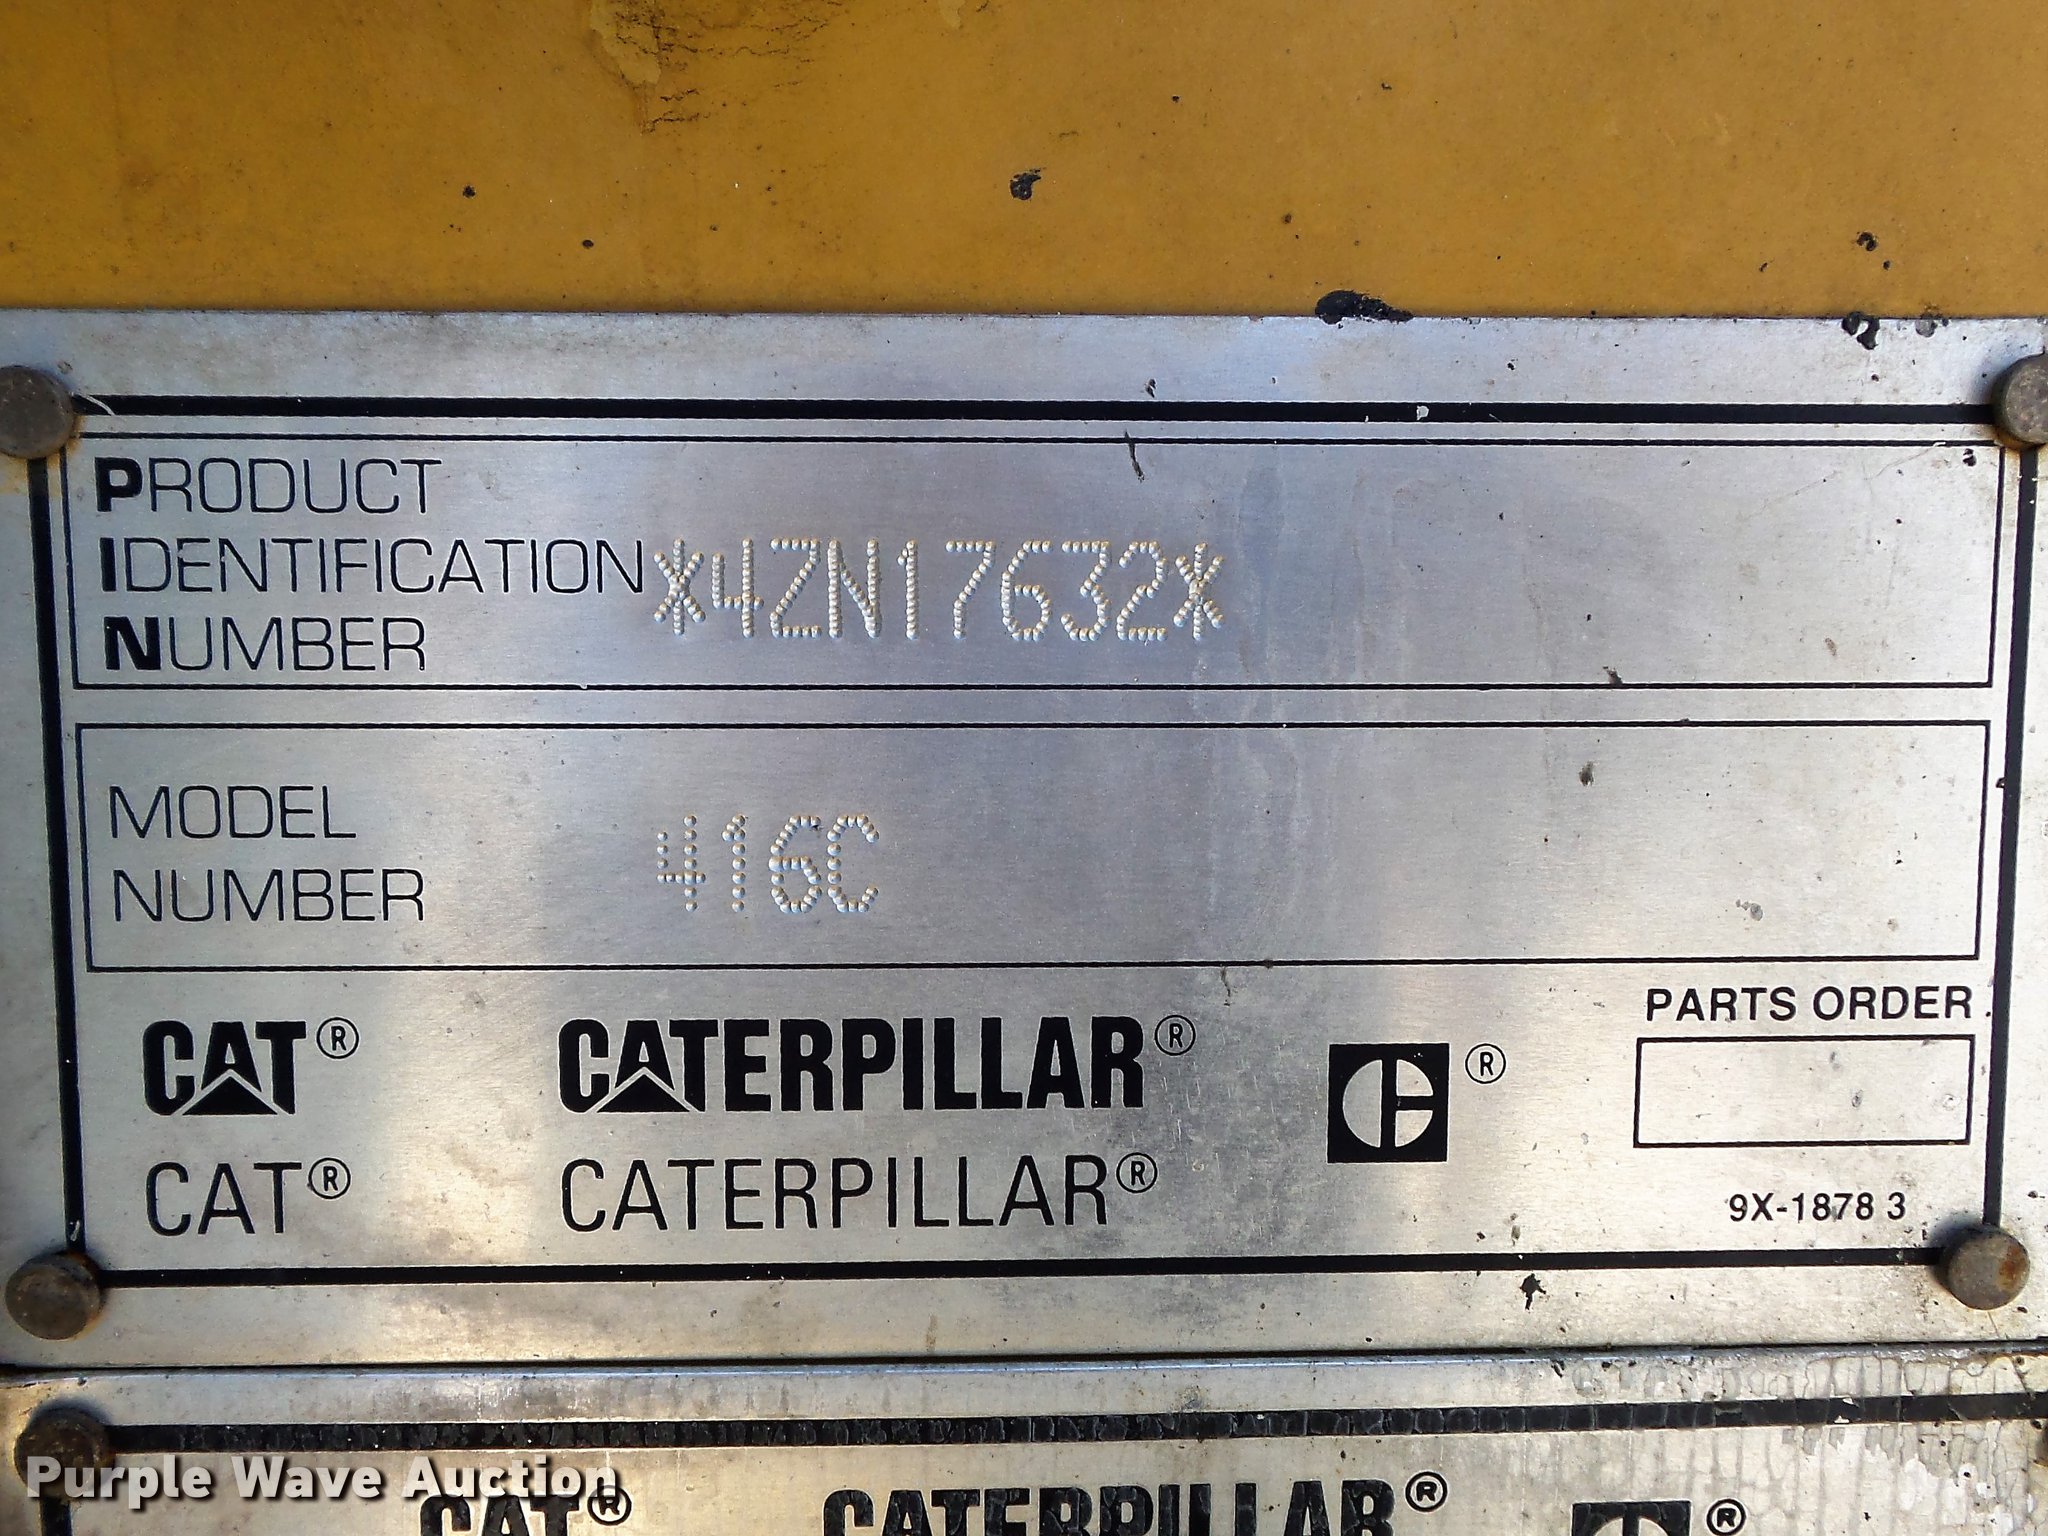 PRODUCT
IDENTIFICATION *4ZN17632*
NUMBER
MODEL
NUMBER 416C
CAT® CATERPILLAR® ®
CAT® CATERPILLAR®
PARTS ORDER
9X-1878 3
Purple Wave Auction
CAT® CATERPILLAR® ®